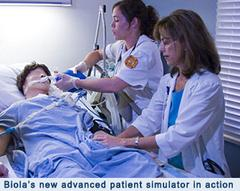 Biola's new advanced patient simulator in action